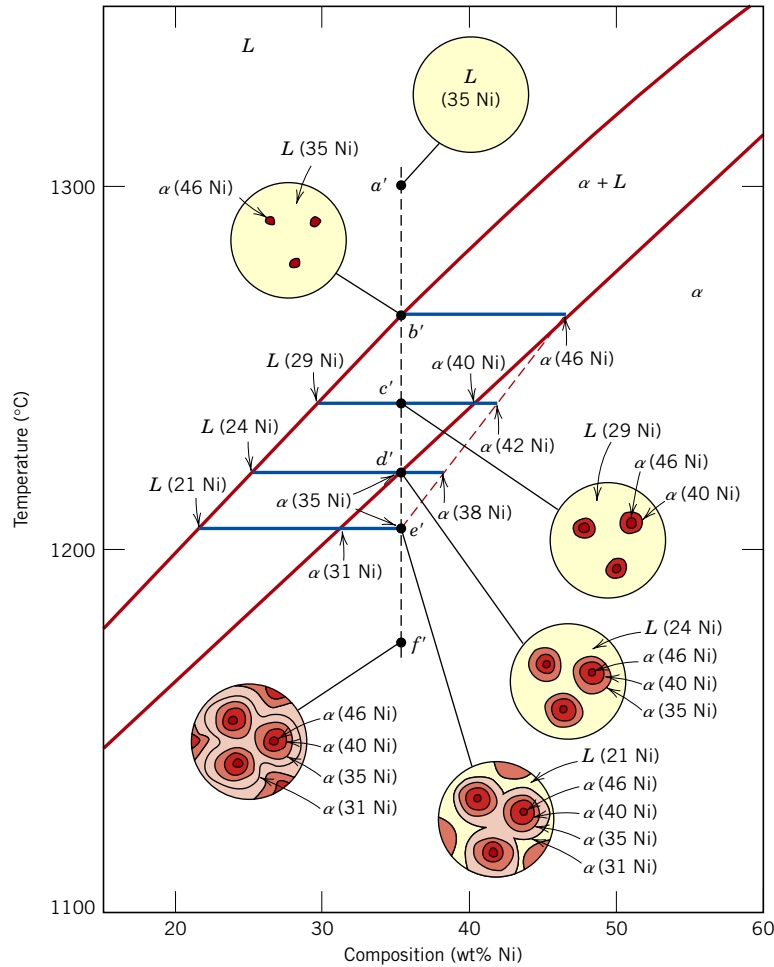 L
L
(35 Ni)
L (35 Ni)
α (46 Ni)
1300
a′
α + L
α
b′
α (46 Ni)
L (29 Ni)
c′
α (40 Ni)
α (42 Ni)
L (24 Ni)
d′
L (29 Ni)
α (46 Ni)
α (40 Ni)
L (21 Ni)
α (35 Ni)
α (38 Ni)
e′
1200
α (31 Ni)
f′
L (24 Ni)
α (46 Ni)
α (40 Ni)
α (35 Ni)
α (46 Ni)
α (40 Ni)
α (35 Ni)
α (31 Ni)
L (21 Ni)
α (46 Ni)
α (40 Ni)
α (35 Ni)
α (31 Ni)
1100
20
30
40
50
60
Temperature (°C)
Composition (wt% Ni)